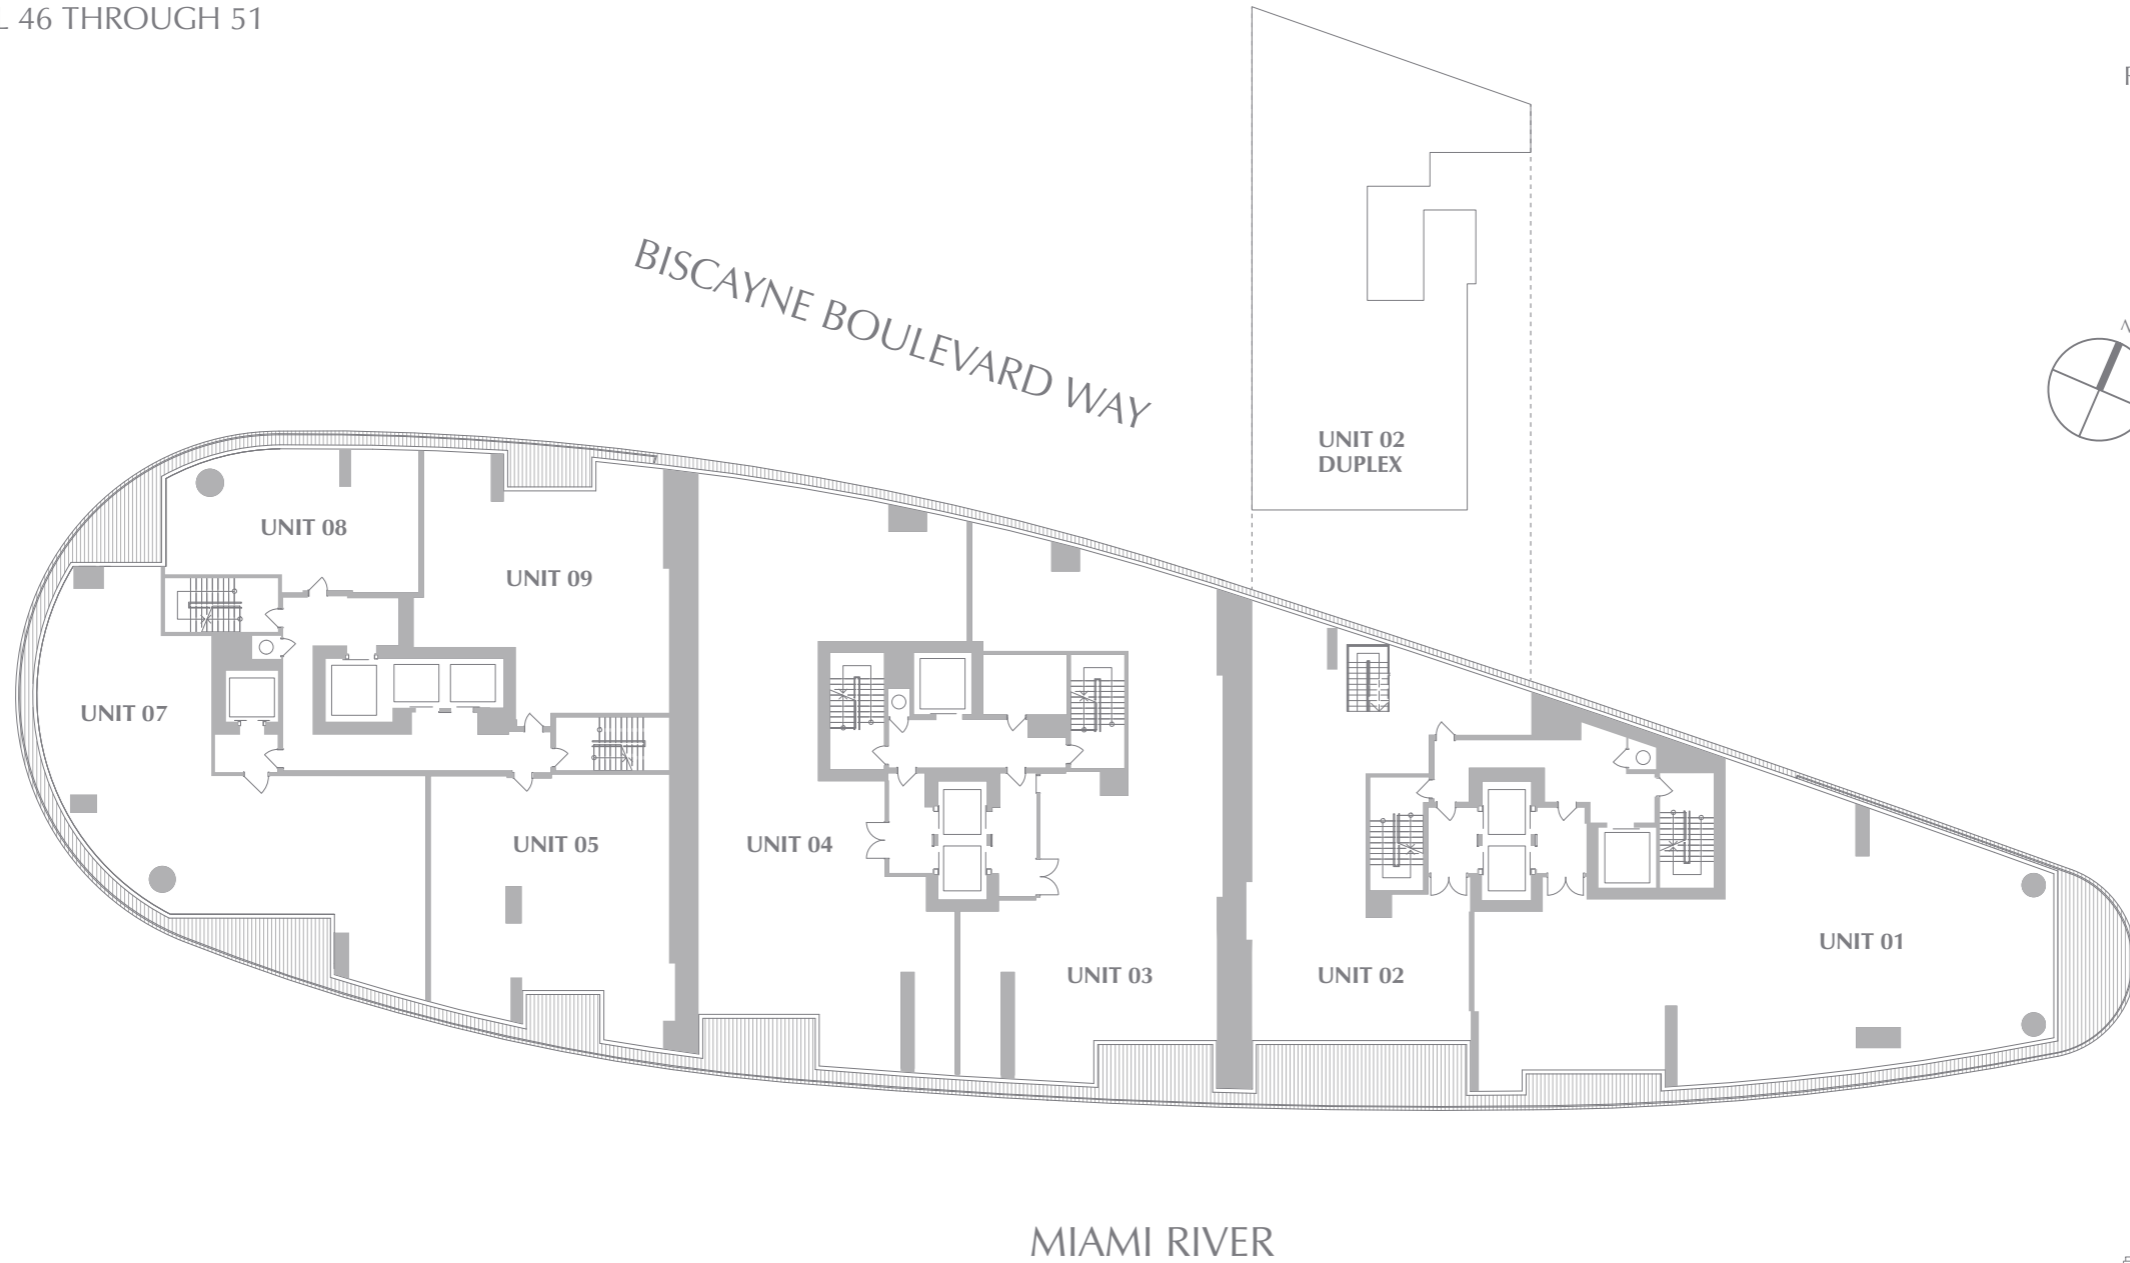 46 THROUGH 51
BISCAYNE BOULEVARD WAY
UNIT 02
DUPLEX
UNIT 08
UNIT 09
UNIT 07
UNIT 05
UNIT 04
UNIT 03
UNIT 02
UNIT 01
MIAMI RIVER